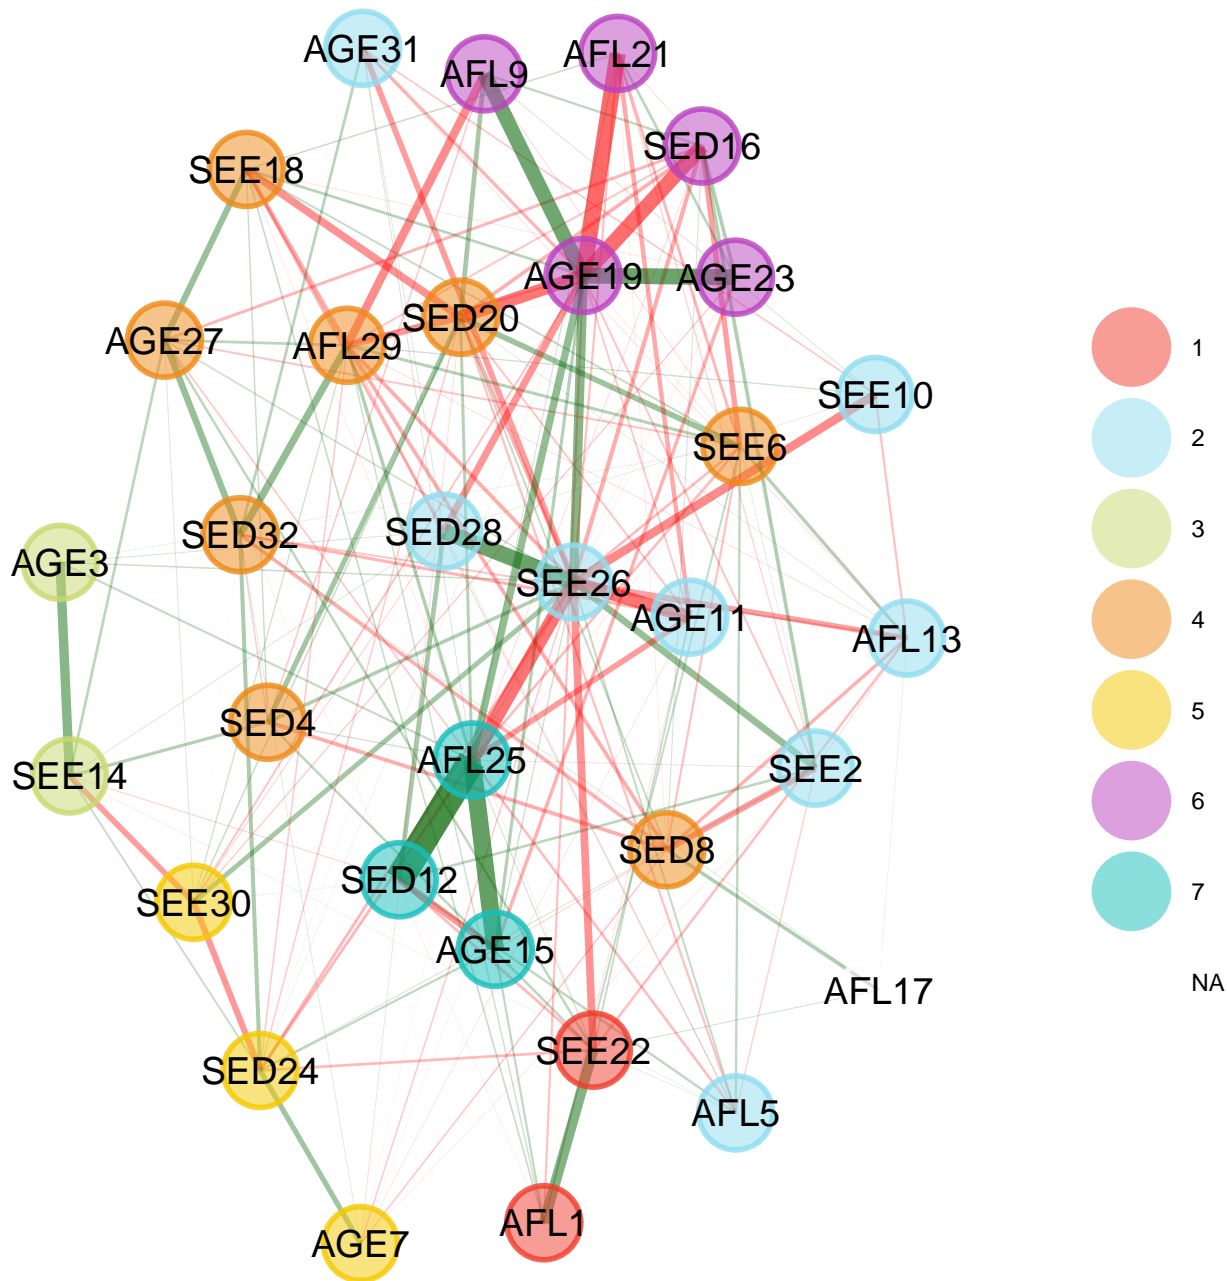 AGE31
AFL9
AFL21
SED16
SEE18
AGE19
AGE23
SED20
AGE27
AFL29
SEE10
SEE6
SED32
SED28
AGE3
SEE26
AGE11
AFL13
SED4
AFL25
SEE14
SEE2
SED8
SED12
SEE30
AGE15
AFL17
SEE22
SED24
AFL5
AFL1
AGE7
1
2
3
4
5
6
7
NA